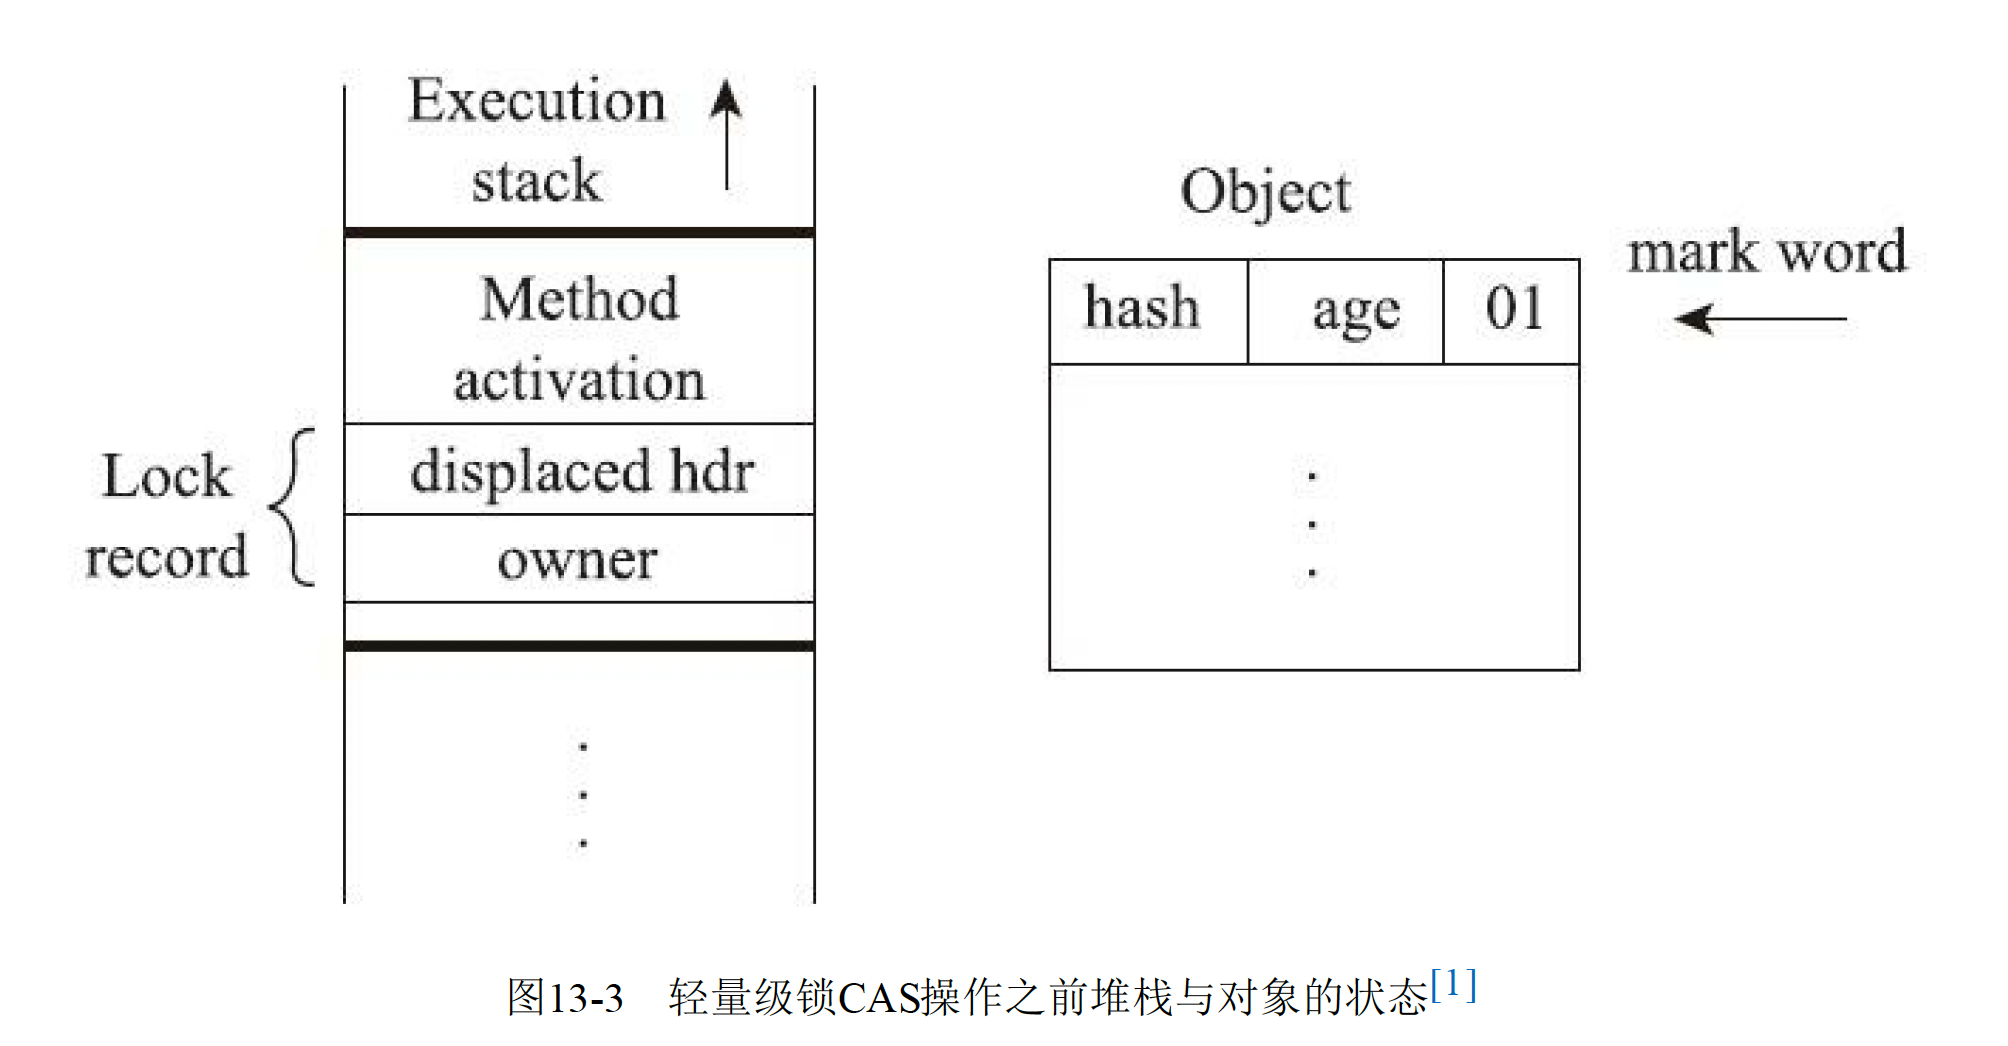 Execution
stack
Method
activation
Lock
record
displaced hdr
owner
Object
mark word
hash age 01
图13-3 轻量级锁CAS操作之前堆栈与对象的状态[1]